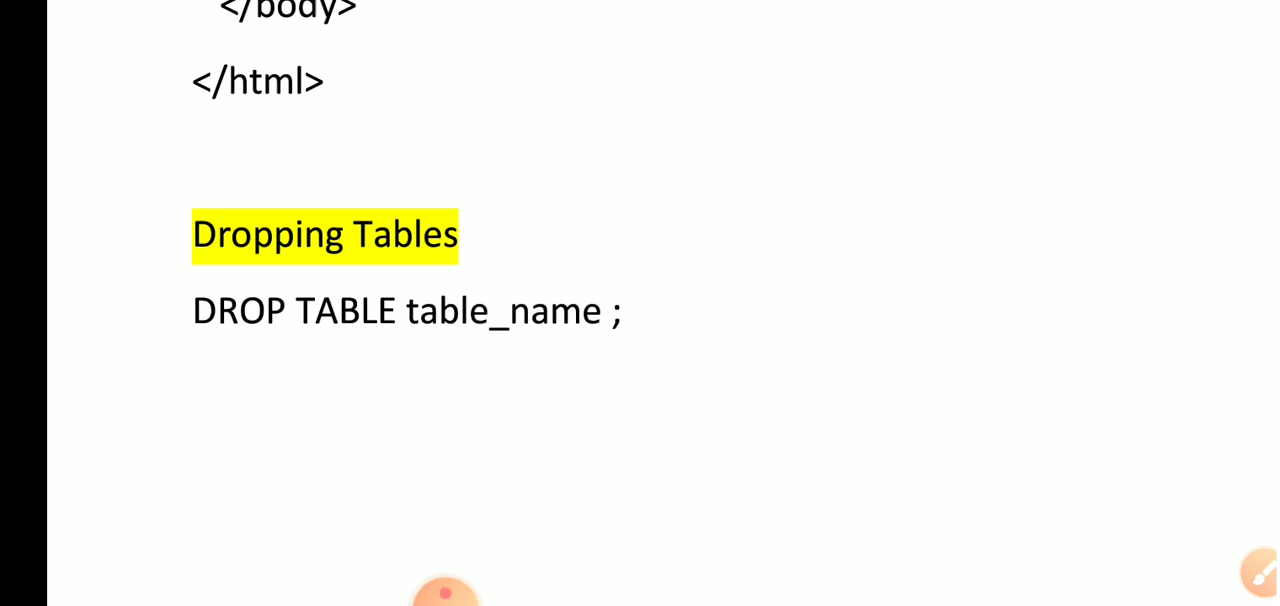 </body>
</html>
Dropping Tables
DROP TABLE table_name ;